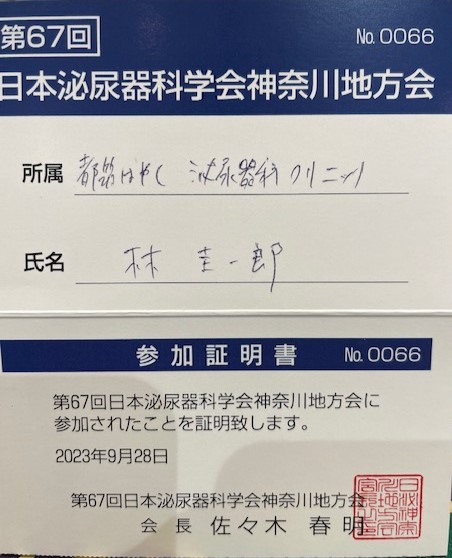 第67回
No. 0066
日本泌尿器科学会神奈川地方会
所属 都筑はやし 泌尿器科クリニック
氏名 林 圭一郎
参加証明書 No. 0066
第67回日本泌尿器科学会神奈川地方会に
参加されたことを証明致します。
2023年9月28日
第67回日本泌尿器科学会神奈川地方会
会 長 佐々木 春明